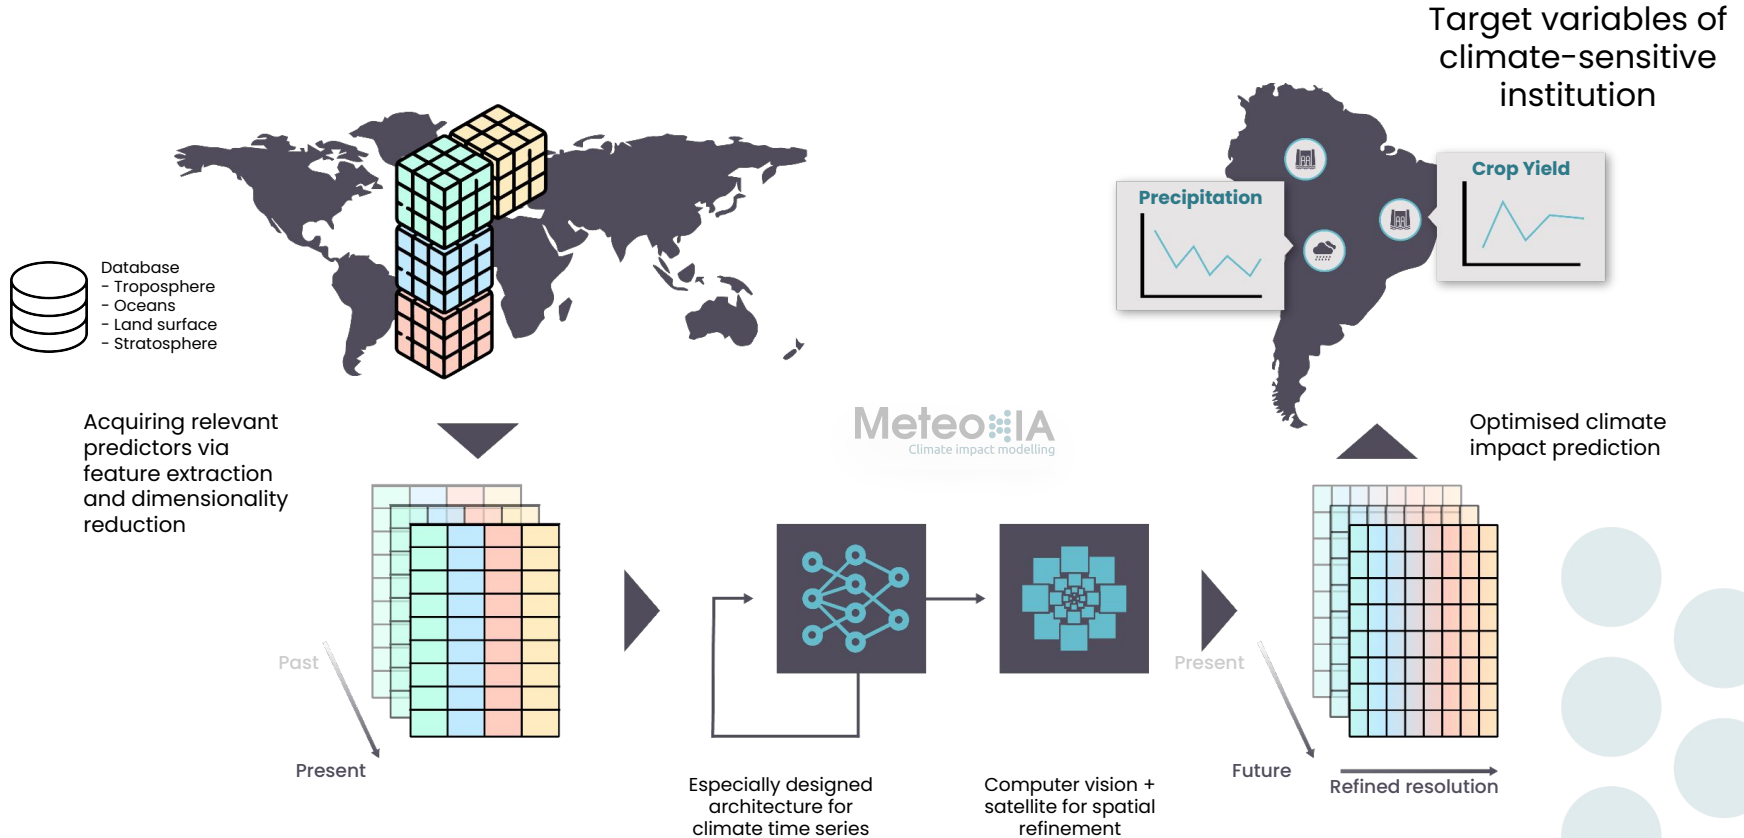 Target variables of
climate-sensitive
institution
Precipitation
Crop Yield
Database
- Troposphere
- Oceans
- Land surface
- Stratosphere
Acquiring relevant
predictors via
feature extraction
and dimensionality
reduction
Meteo IA
Climate impact modelling
Optimised climate
impact prediction
Past
Present
Present
Future
Refined resolution
Especially designed
architecture for
climate time series
Computer vision +
satellite for spatial
refinement